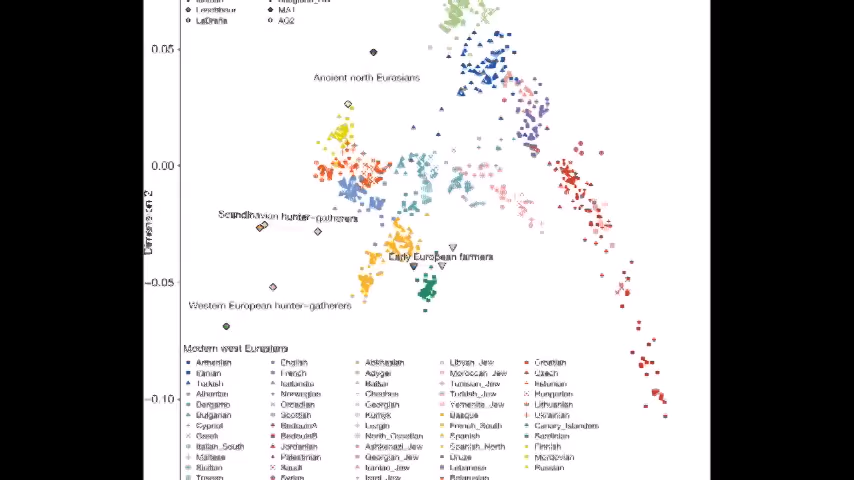 Loschbour MA1
LaBraña AG2
0.05
Ancient north Eurasians
0.00
Dimension 2
Scandinavian hunter-gatherers
Early European farmers
−0.05
Western European hunter-gatherers
Modern west Eurasians
Armenian English Abkhasian Libyan_Jew Croatian
Iranian French Adygei Moroccan_Jew Czech
Turkish Icelandic Balkar Tunisian_Jew Estonian
−0.10
Albanian Norwegian Chechen Turkish_Jew Hungarian
Bergamo Orcadian Georgian Yemenite_Jew Lithuanian
Bulgarian Scottish Kumyk Basque Ukrainian
Cypriot BedouinA Lezgin French_South Canary_Islanders
Greek BedouinB North_Ossetian Spanish Sardinian
Italian_South Jordanian Ashkenazi_Jew Spanish_North Finnish
Maltese Palestinian Georgian_Jew Druze Mordovian
Sicilian Saudi Iranian_Jew Lebanese Russian
Tuscan Syrian Iraqi_Jew Belarusian